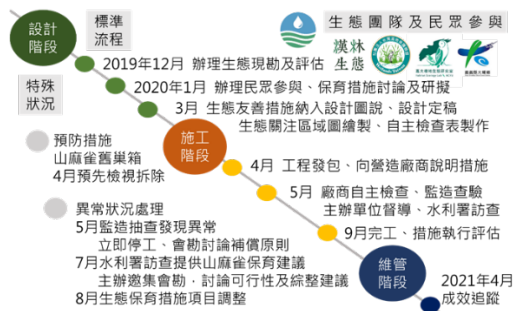 設計
階段
標準
流程
生態團隊及民眾參與
漢林
生態
2019年12月 辦理生態現勘及評估
2020年1月 辦理民眾參與、保育措施討論及研擬
特殊
狀況
3月 生態友善措施納入設計圖說、設計定稿
生態關注區域圖繪製、自主檢查表製作
預防措施
山麻雀舊巢箱
4月預先檢視拆除
施工
階段
4月 工程發包、向營造廠商說明措施
5月 廠商自主檢查、監造查驗
主辦單位督導、水利署訪查
異常狀況處理
5月監造抽查發現異常
立即停工、會勘討論補償原則
9月完工、措施執行評估
7月水利署訪查提供山麻雀保育建議
主辦邀集會勘，討論可行性及綜整建議
8月生態保育措施項目調整
維管
階段
2021年4月
成效追蹤